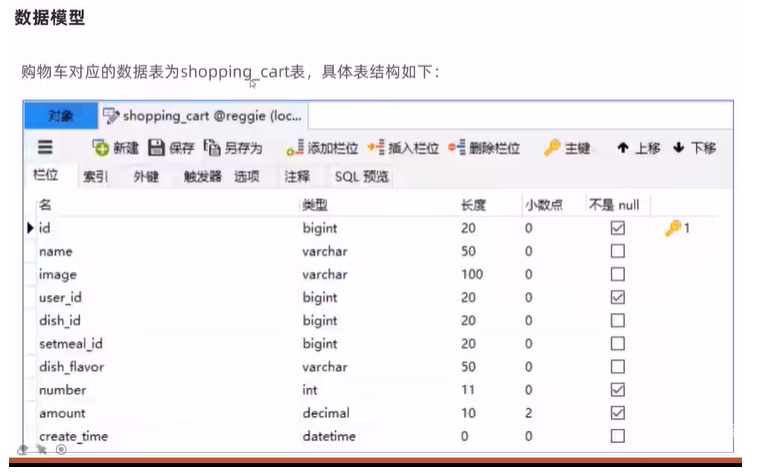 数据模型
购物车对应的数据表为shopping_cart表，具体表结构如下：
对象 shopping_cart @reggie (loc...
新建 保存 另存为 添加栏位 插入栏位 删除栏位 主键 上移 下移
栏位 索引 外键 触发器 选项 注释 SQL 预览
名 类型 长度 小数点 不是 null
id bigint 20 0 1
name varchar 50 0
image varchar 100 0
user_id bigint 20 0
dish_id bigint 20 0
setmeal_id bigint 20 0
dish_flavor varchar 50 0
number int 11 0
amount decimal 10 2
create_time datetime 0 0